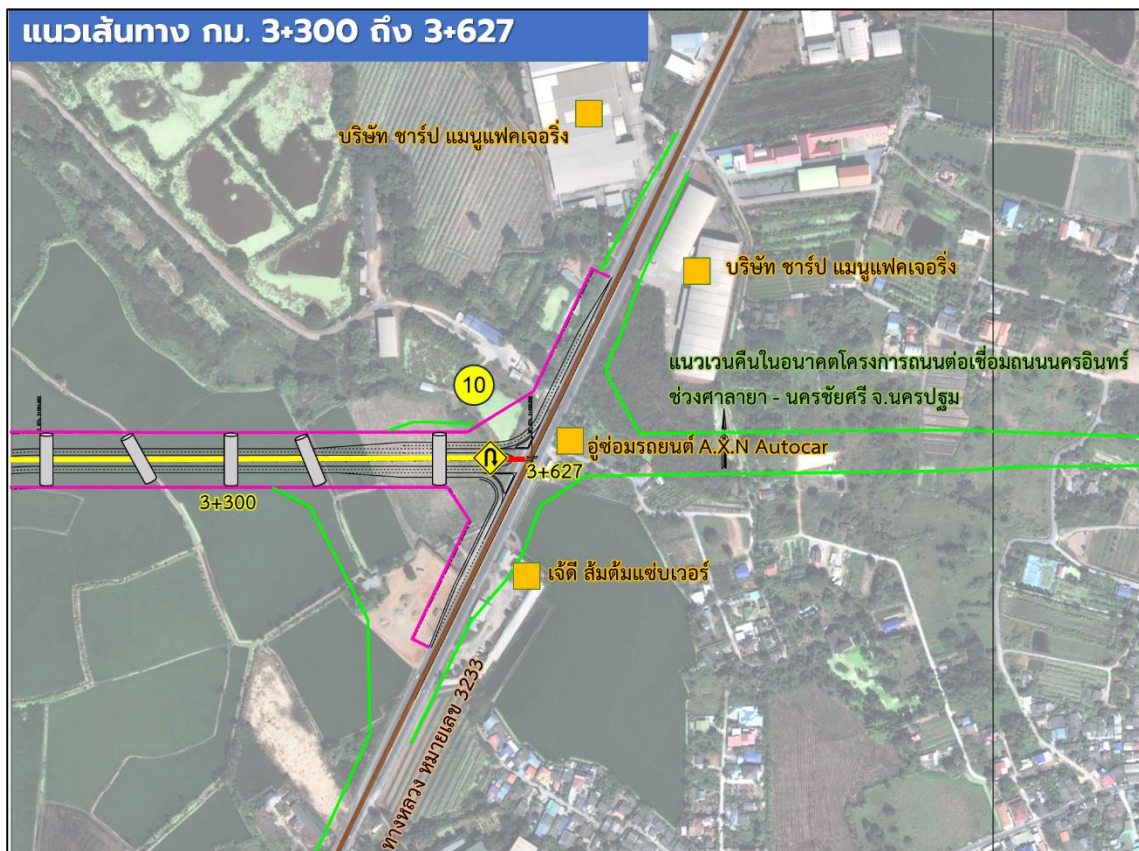 แนวเส้นทาง กม. 3+300 ถึง 3+627
บริษัท ชาร์ป แมนูแฟคเจอริ่ง
บริษัท ชาร์ป แมนูแฟคเจอริ่ง
แนวเวนคืนในอนาคตโครงการถนนต่อเชื่อมถนนนครอินทร์
ช่วงศาลายา - นครชัยศรี จ.นครปฐม
10
อู่ซ่อมรถยนต์ A.X.N Autocar
3+627
3+300
เจ้ดี ส้มต้มแซ่บเวอร์
ทางหลวง หมายเลข 3233